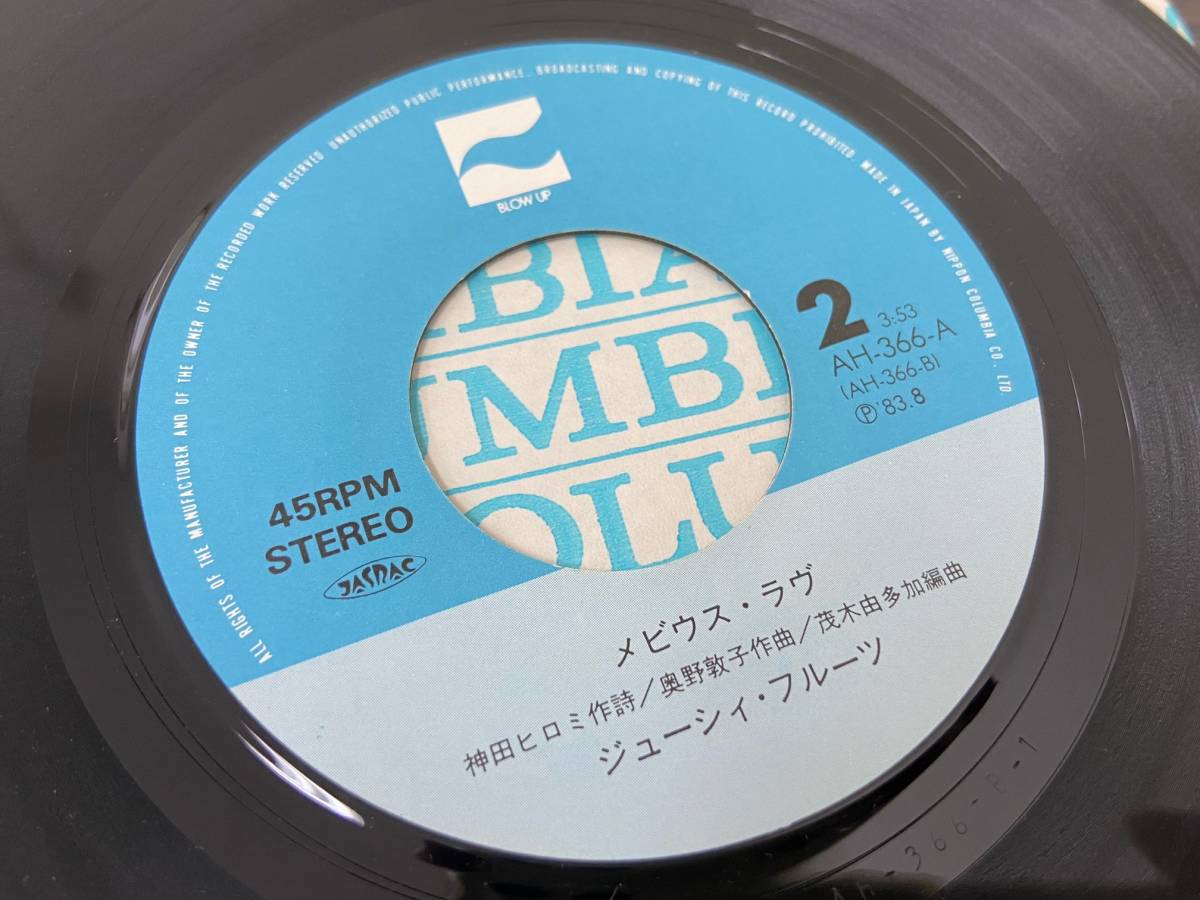 ALL RIGHTS OF THE MANUFACTURER AND OF THE OWNER OF THE RECORDED WORK RESERVED UNAUTHORIZED PUBLIC PERFORMANCE. BROADCASTING AND COPYING OF THIS RECORD PROHIBITED. MADE IN JAPAN BY NIPPON COLUMBIA CO., LTD.
BLOW UP
2
3:53
AH-366-A
(AH-366-B)
Ⓟ'83.8
45RPM
STEREO
JASRAC
メビウス・ラヴ
神田ヒロミ作詩/奥野敦子作曲/茂木由多加編曲
ジューシィ・フルーツ
MBIA
UMBI
OLU